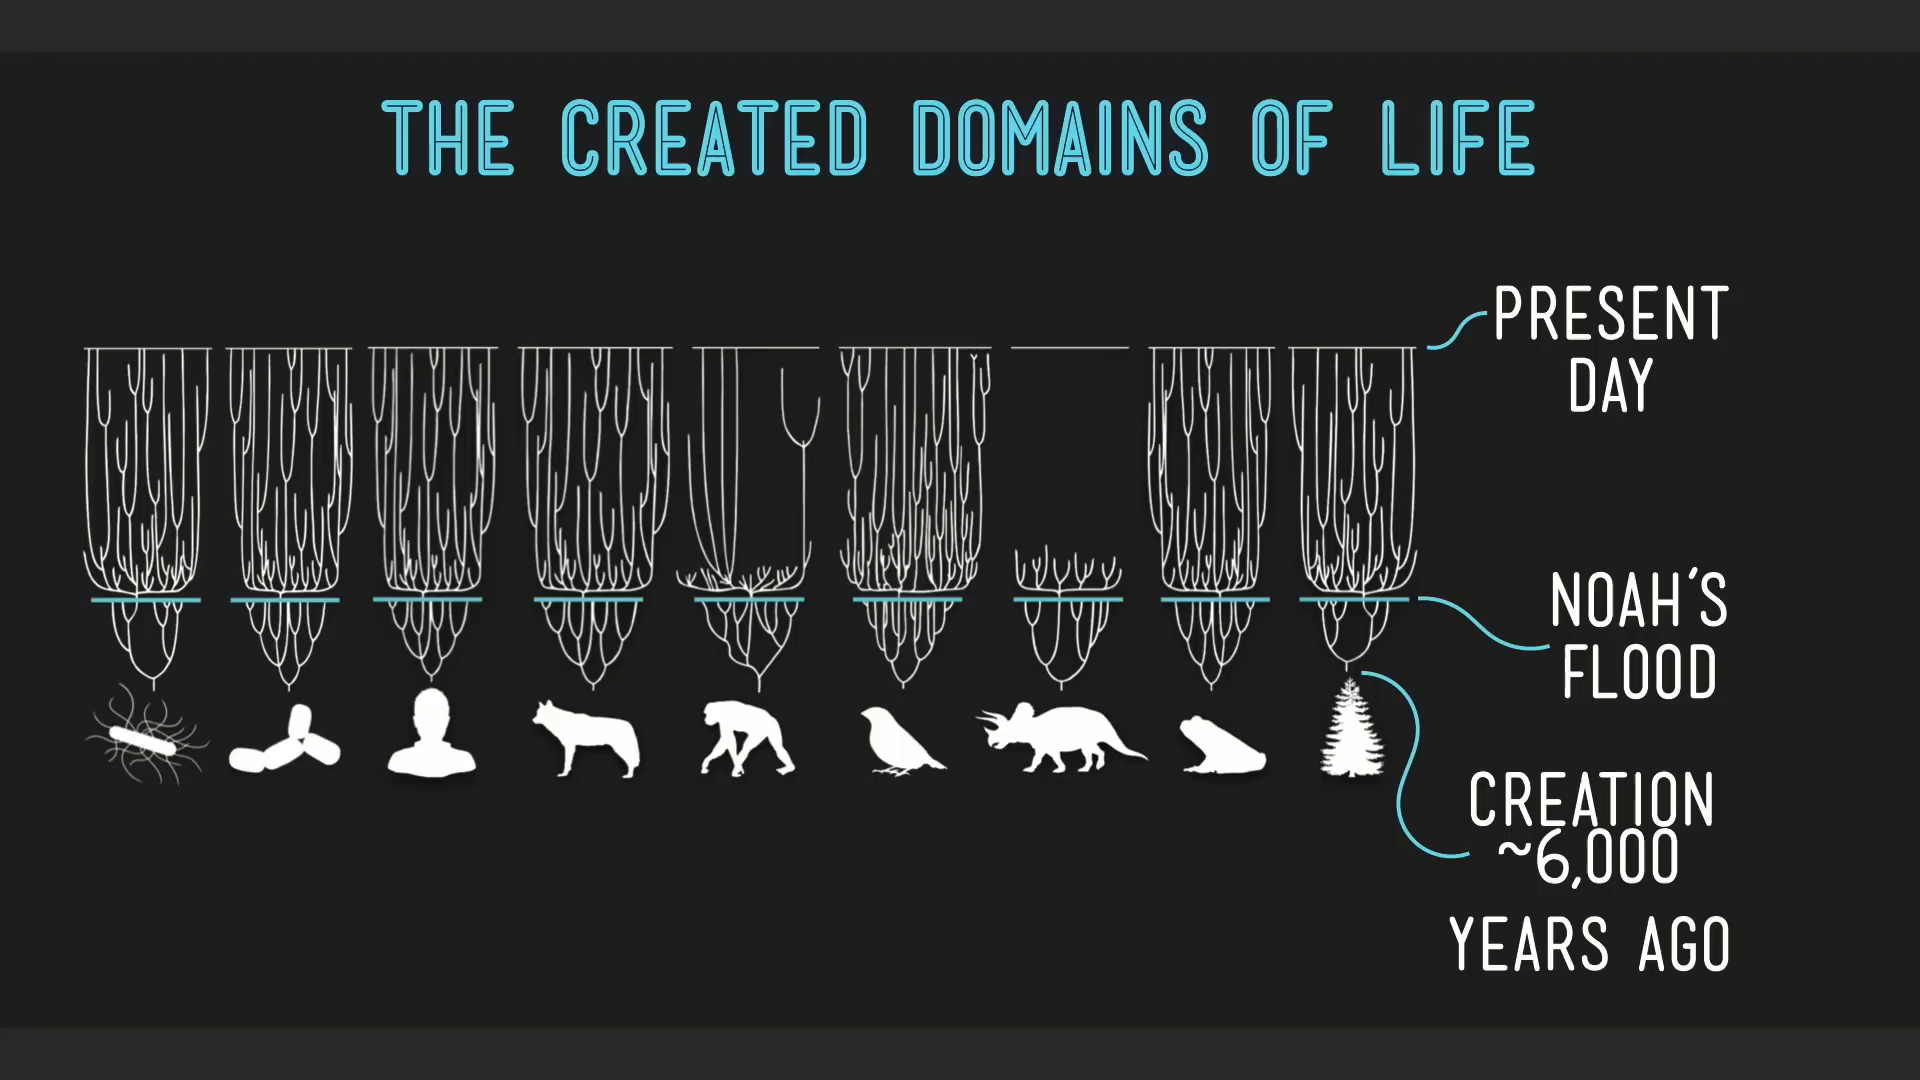 THE CREATED DOMAINS OF LIFE
PRESENT
DAY
NOAH'S
FLOOD
CREATION
~6,000
YEARS AGO